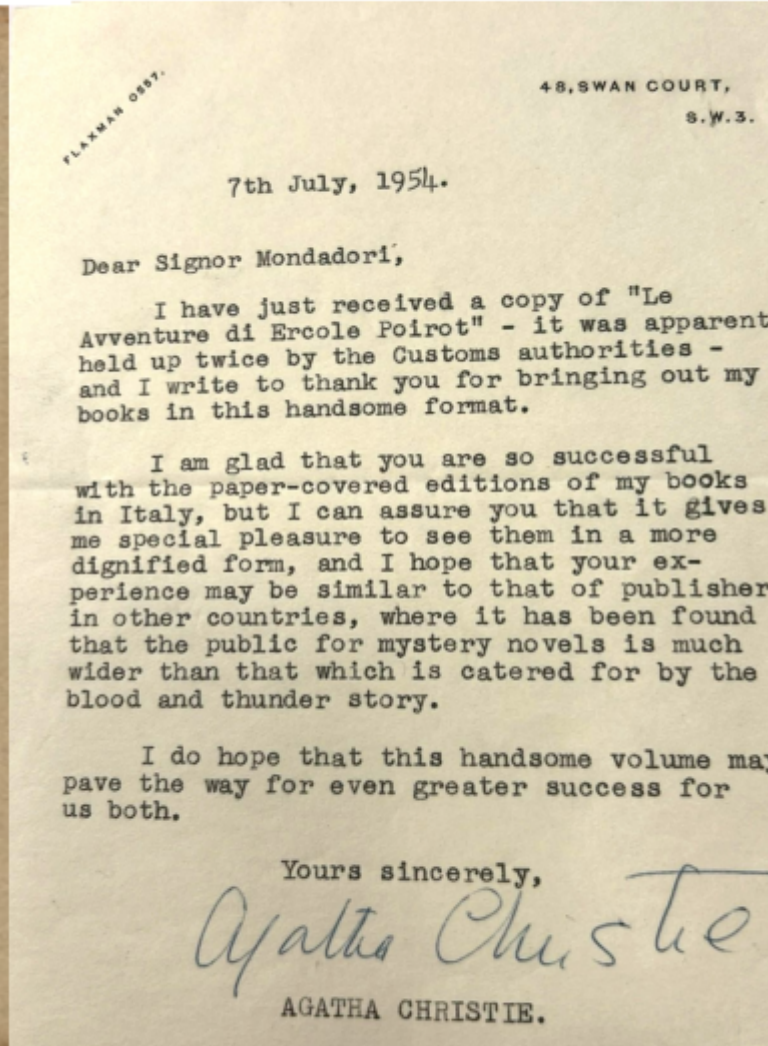 FLAXMAN 0557.
48, SWAN COURT,
S.W.3.
7th July, 1954.
Dear Signor Mondadori,
I have just received a copy of "Le
Avventure di Ercole Poirot" - it was apparent
held up twice by the Customs authorities -
and I write to thank you for bringing out my
books in this handsome format.
I am glad that you are so successful
with the paper-covered editions of my books
in Italy, but I can assure you that it gives
me special pleasure to see them in a more
dignified form, and I hope that your ex-
perience may be similar to that of publisher
in other countries, where it has been found
that the public for mystery novels is much
wider than that which is catered for by the
blood and thunder story.
I do hope that this handsome volume may
pave the way for even greater success for
us both.
Yours sincerely,
Agatha Christie
AGATHA CHRISTIE.